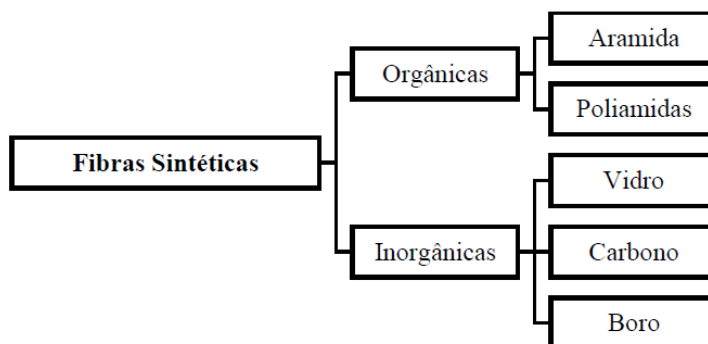 Fibras Sintéticas
Orgânicas
Aramida
Poliamidas
Inorgânicas
Vidro
Carbono
Boro